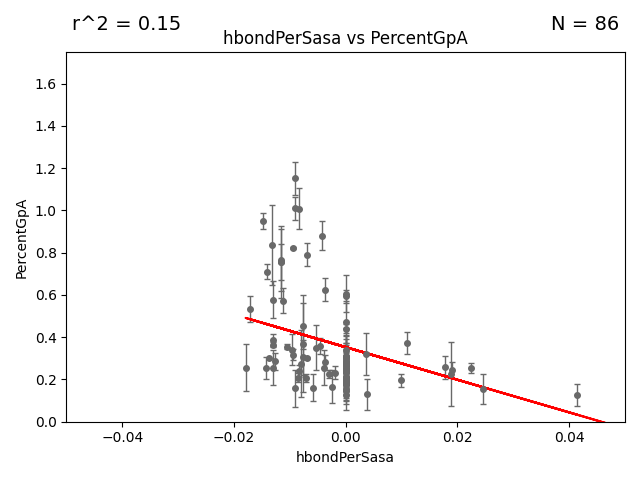 r^2 = 0.15
N = 86
hbondPerSasa vs PercentGpA
PercentGpA
1.6
1.4
1.2
1.0
0.8
0.6
0.4
0.2
0.0
−0.04
−0.02
0.00
0.02
0.04
hbondPerSasa